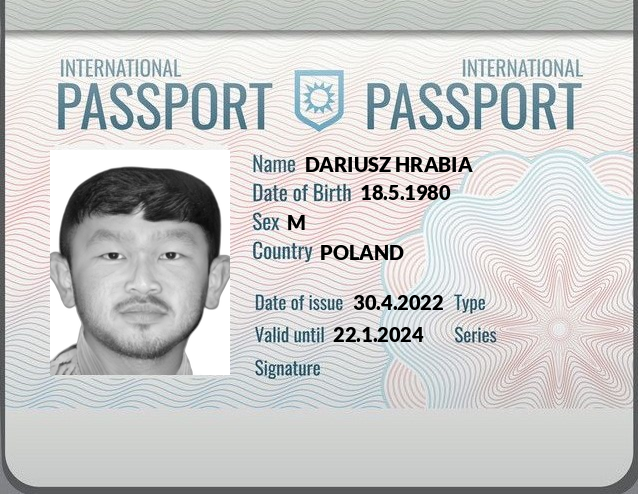 INTERNATIONAL INTERNATIONAL
PASSPORT PASSPORT
Name DARIUSZ HRABIA
Date of Birth 18.5.1980
Sex M
Country POLAND
Date of issue 30.4.2022 Type
Valid until 22.1.2024 Series
Signature